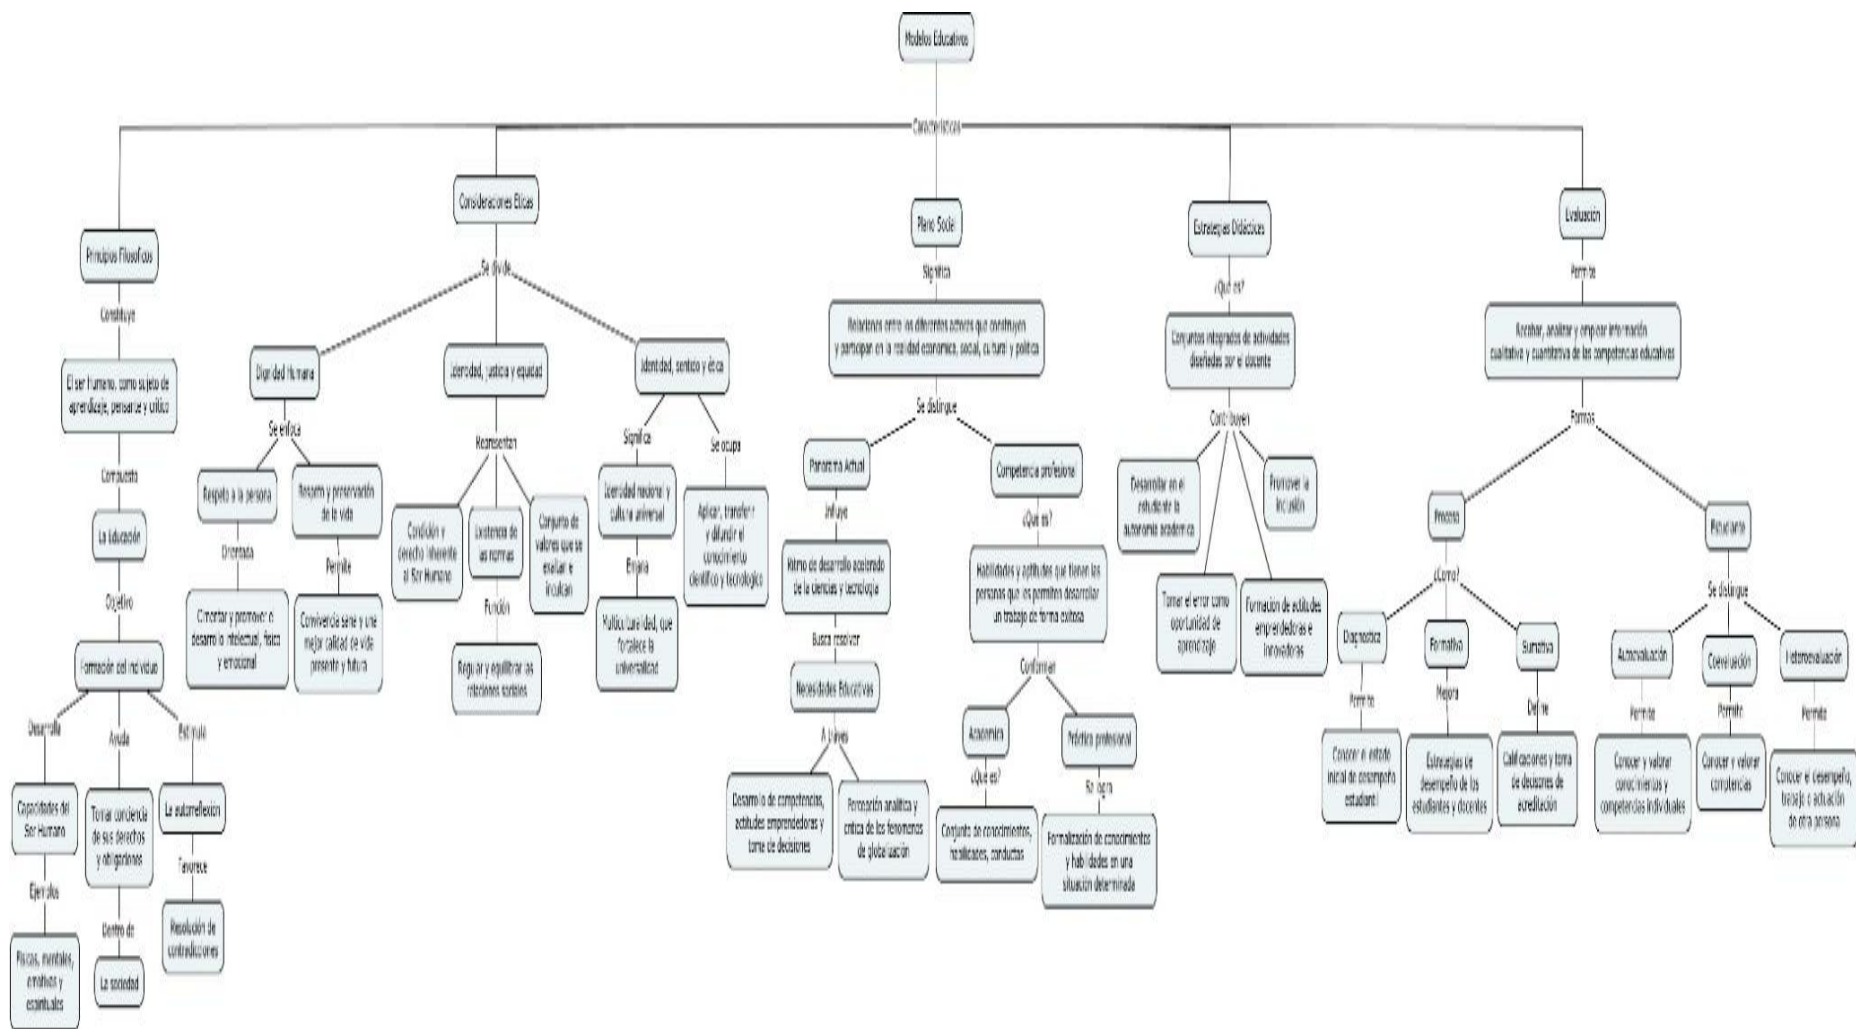 Modelos Educativos
Características
Principios Filosoficos
Constituye
El ser Humano, como sujeto de
aprendizaje, pensante y critico
Compuesto
La Educación
Objetivo
Formación del individuo
Desarrolla
Capacidades del
Ser Humano
Ejemplos
Físicas, mentales,
emotivas y
espirituales
Ayuda
Tomar conciencia
de sus derechos
y obligaciones
Dentro de
La sociedad
Estimula
La autorreflexión
Favorece
Resolución de
contradicciones
Consideraciones Éticas
Se divide
Dignidad Humana
Se enfoca
Respeto a la persona
Orientada
Cimentar y promover el
desarrollo intelectual, físico
y emocional
Respeto y preservación
de la vida
Permite
Convivencia sana y una
mejor calidad de vida
presente y futura
Identidad, justicia y equidad
Representan
Condición y
derecho inherente
al Ser Humano
Existencia de
las normas
Función
Regular y equilibrar las
relaciones sociales
Conjunto de
valores que se
exaltan e
inculcan
Identidad, sentido y ética
Significa
Identidad nacional y
cultura universal
Emana
Multiculturalidad, que
fortalece la
universalidad
Se ocupa
Aplicar, transferir
y difundir el
conocimiento
científico y tecnologico
Plano Social
Significa
Relaciones entre los diferentes actores que construyen
y participan en la realidad económica, social, cultural y política
Se distingue
Panorama Actual
Influye
Ritmo de desarrollo acelerado
de la ciencias y tecnología
Busca resolver
Necesidades Educativas
A través
Desarrollo de competencias,
actitudes emprendedoras y
toma de decisiones
Percepción analítica y
critica de los fenomenos
de globalización
Competencia profesional
¿Qué es?
Habilidades y aptitudes que tienen las
personas que les permiten desarrollar
un trabajo de forma exitosa
Conforman
Academica
¿Qué es?
Conjunto de conocimientos,
habilidades, conductas
Práctica profesional
Se logra
Formalización de conocimientos
y habilidades en una
situación determinada
Estrategias Didácticas
¿Qué es?
Conjuntos integrados de actividades
diseñadas por el docente
Contribuyen
Desarrollar en el
estudiante la
autonomía académica
Tomar el error como
oportunidad de
aprendizaje
Formación de actitudes
emprendedoras e
innovadoras
Promover la
inclusión
Evaluación
Permite
Recabar, analizar y emplear información
cualitativa y cuantitativa de las competencias educativas
Formas
Proceso
¿Como?
Diagnostica
Permite
Conocer el estado
inicial de desempeño
estudiantil
Formativa
Mejora
Estrategias de
desempeño de los
estudiantes y docentes
Sumativa
Define
Calificaciones y toma
de decisiones de
acreditación
Estudiante
Se distingue
Autoevaluación
Permite
Conocer y valorar
conocimientos y
competencias individuales
Coevaluación
Permite
Conocer y valorar
Heteroevaluación
Permite
Conocer el desempeño,
trabajo o actuación
de otra persona